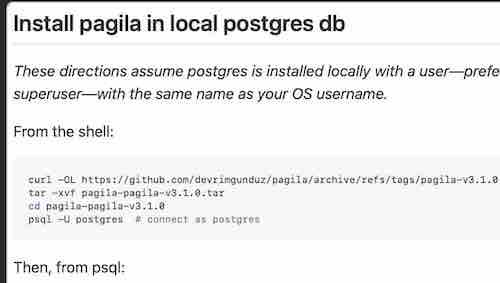 Install pagila in local postgres db
These directions assume postgres is installed locally with a user—prefe
superuser—with the same name as your OS username.
From the shell:
curl -OL https://github.com/devrimgunduz/pagila/archive/refs/tags/pagila-v3.1.0
tar -xvf pagila-pagila-v3.1.0.tar
cd pagila-pagila-v3.1.0
psql -U postgres  # connect as postgres
Then, from psql: